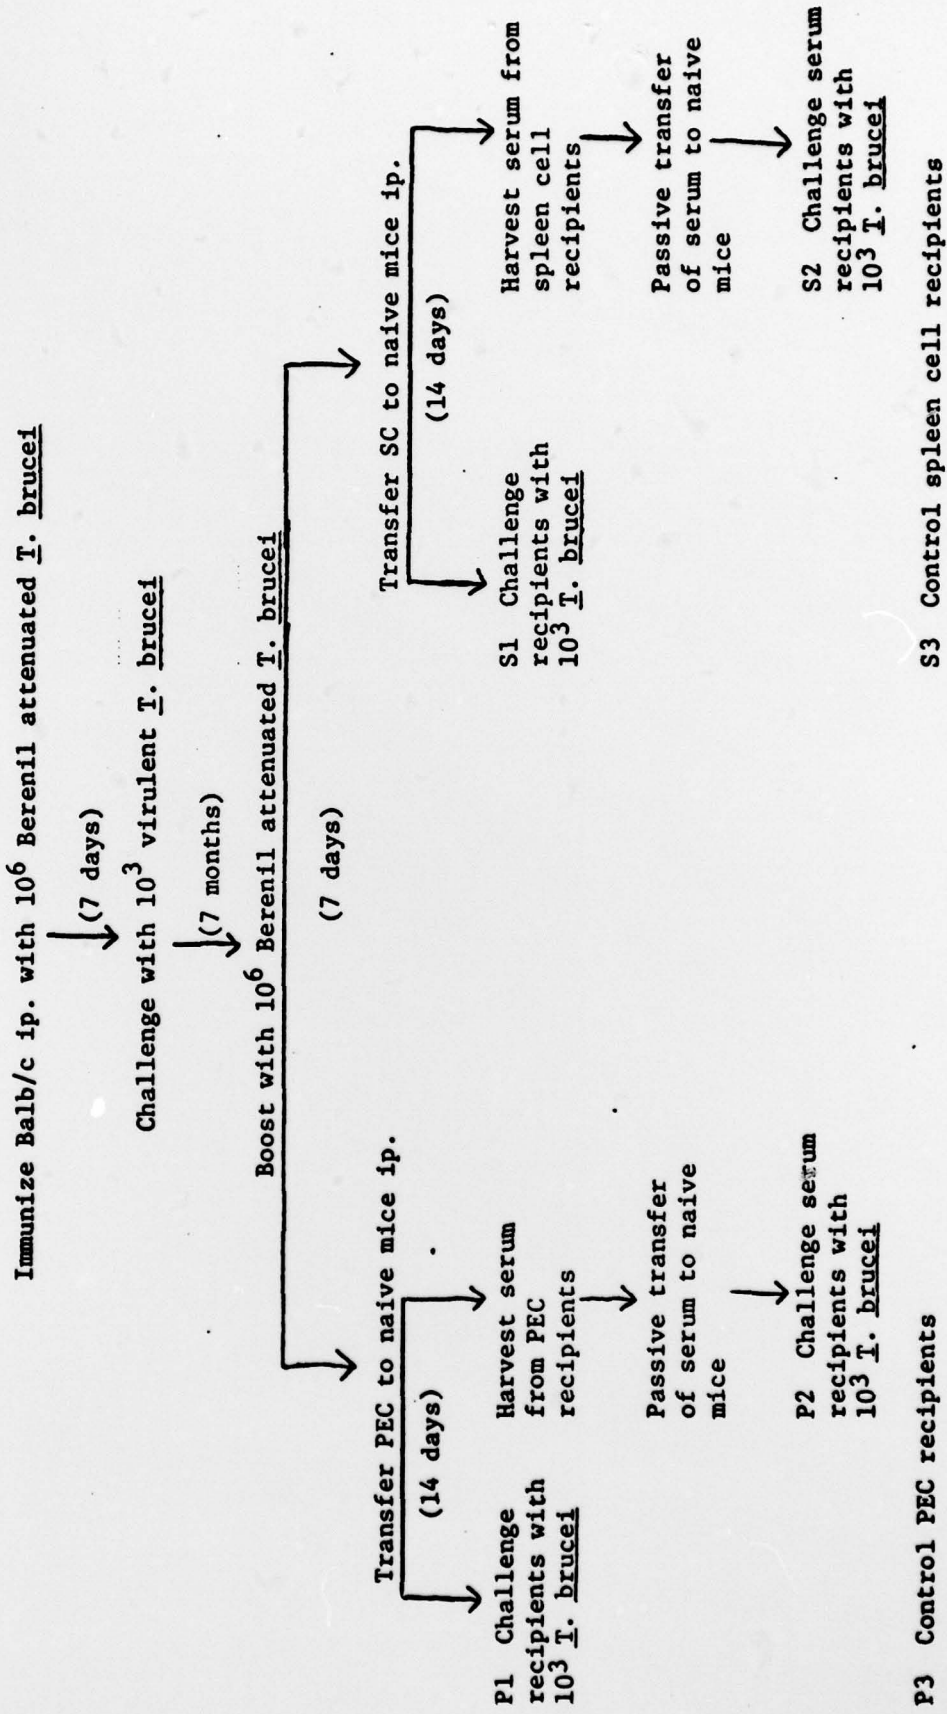 Immunize Balb/c ip. with 10⁶ Berenil attenuated T. brucei
(7 days)
Challenge with 10³ virulent T. brucei
(7 months)
Boost with 10⁶ Berenil attenuated T. brucei
(7 days)
Transfer PEC to naive mice ip.
(14 days)
P1 Challenge
recipients with
10³ T. brucei
Harvest serum
from PEC
recipients
Passive transfer
of serum to naive
mice
P2 Challenge serum
recipients with
10³ T. brucei
P3 Control PEC recipients
Transfer SC to naive mice ip.
(14 days)
S1 Challenge
recipients with
10³ T. brucei
Harvest serum from
spleen cell
recipients
Passive transfer
of serum to naive
mice
S2 Challenge serum
recipients with
10³ T. brucei
S3 Control spleen cell recipients